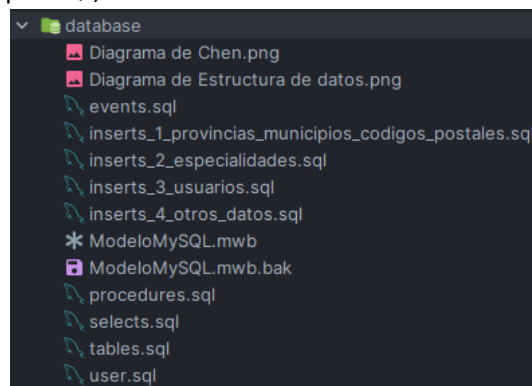 database
Diagrama de Chen.png
Diagrama de Estructura de datos.png
events.sql
inserts_1_provincias_municipios_codigos_postales.sql
inserts_2_especialidades.sql
inserts_3_usuarios.sql
inserts_4_otros_datos.sql
ModeloMySQL.mwb
ModeloMySQL.mwb.bak
procedures.sql
selects.sql
tables.sql
user.sql